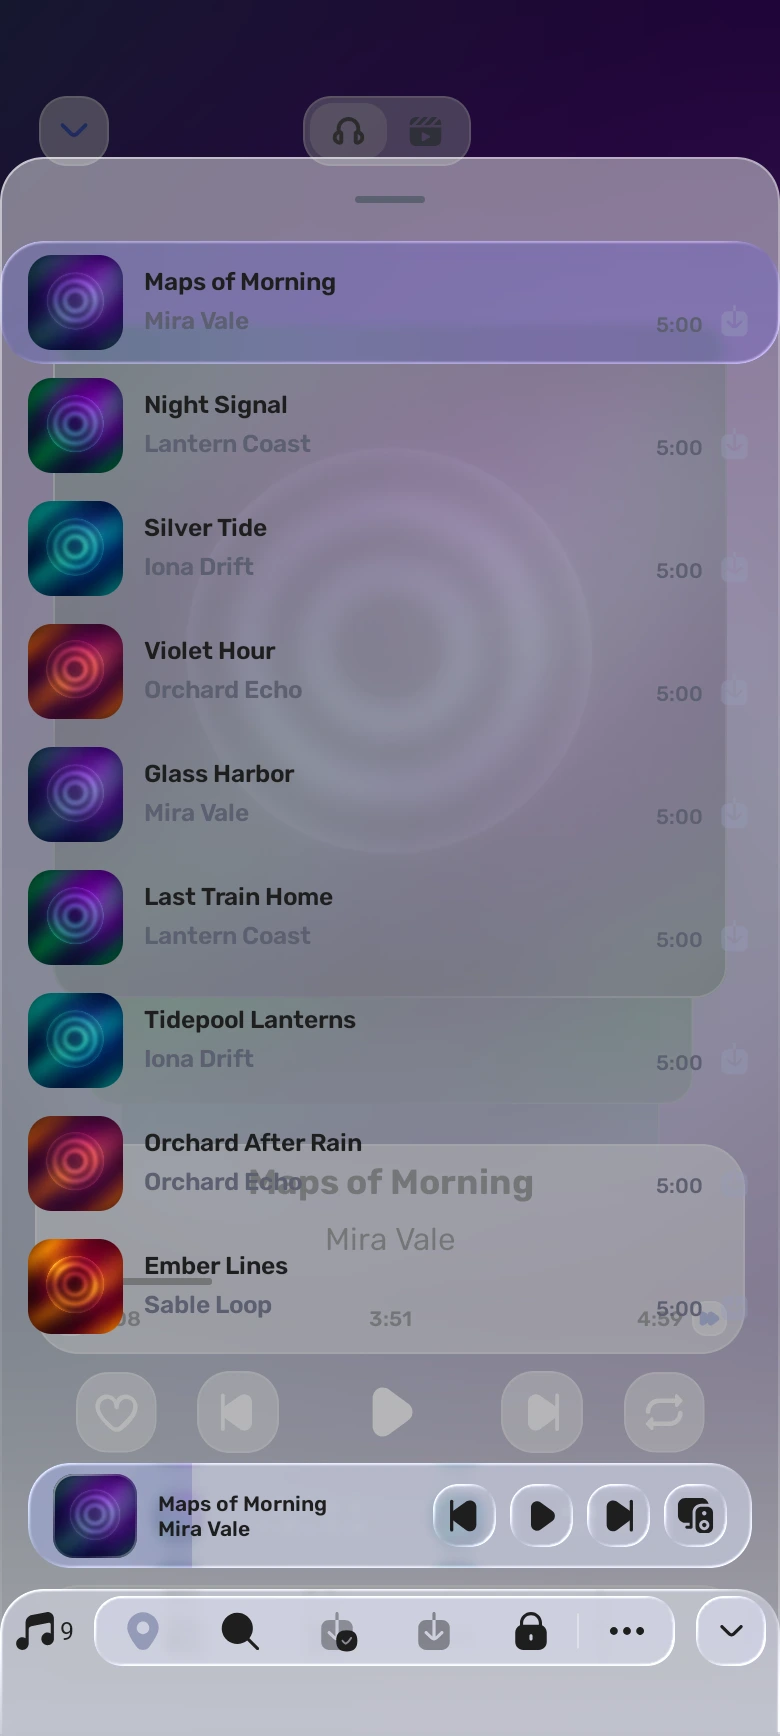 Maps of Morning
Mira Vale
5:00
Night Signal
Lantern Coast
5:00
Silver Tide
Iona Drift
5:00
Violet Hour
Orchard Echo
5:00
Glass Harbor
Mira Vale
5:00
Last Train Home
Lantern Coast
5:00
Tidepool Lanterns
Iona Drift
5:00
Orchard After Rain
Orchard Echo
5:00
Maps of Morning
Mira Vale
Ember Lines
Sable Loop
5:00
3:51
4:59
Maps of Morning
Mira Vale
9